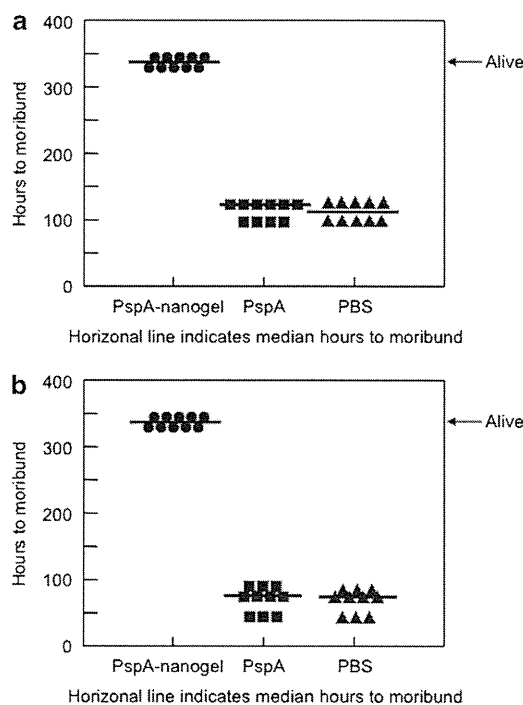 a
400
300
200
100
0
Hours to moribund
Alive
PspA-nanogel PspA PBS
Horizonal line indicates median hours to moribund
b
400
300
200
100
0
Hours to moribund
Alive
PspA-nanogel PspA PBS
Horizonal line indicates median hours to moribund